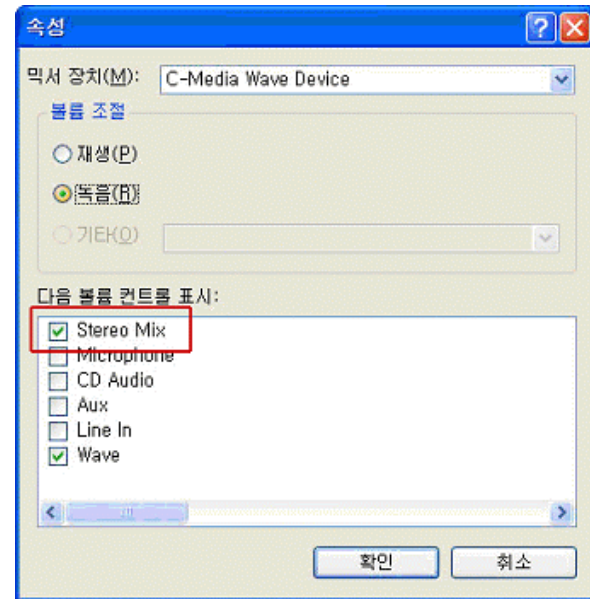 속성
믹서 장치(M): C-Media Wave Device
볼륨 조절
재생(P)
녹음(R)
기타(O)
다음 볼륨 컨트롤 표시:
Stereo Mix
Microphone
CD Audio
Aux
Line In
Wave
확인 취소